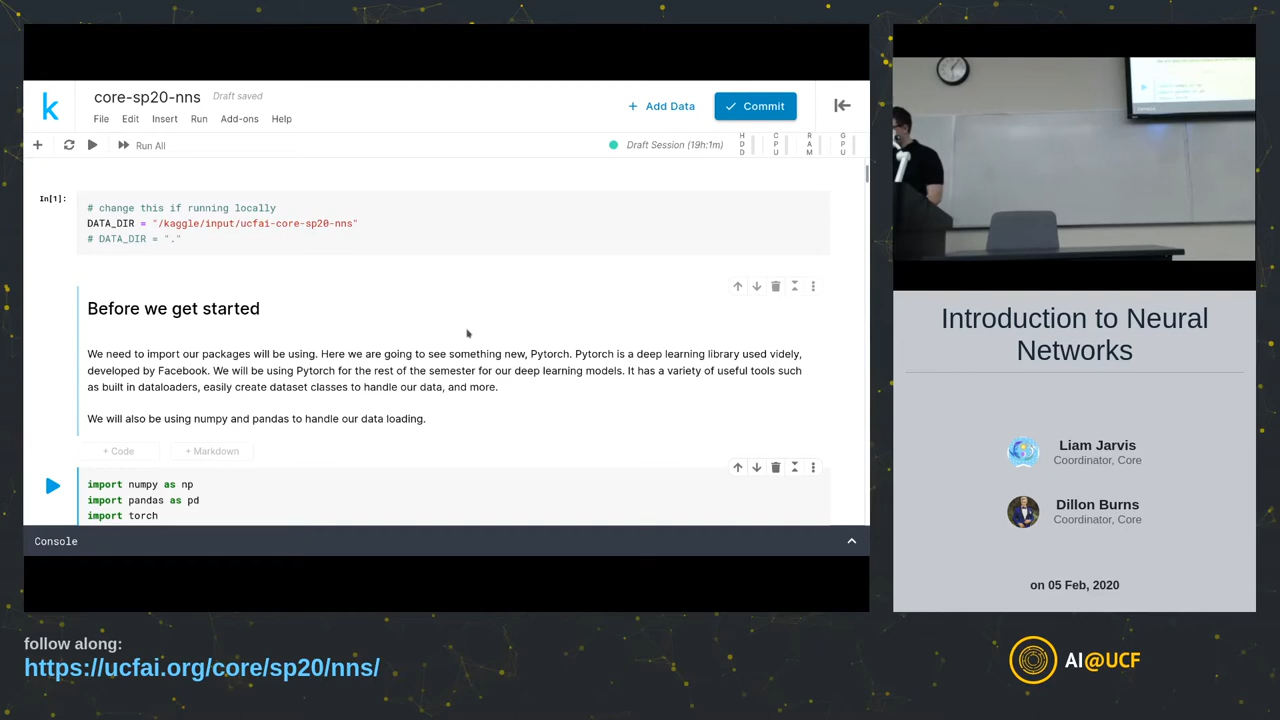 k
core-sp20-nns
Draft saved
File Edit Insert Run Add-ons Help
+ Add Data
Commit
Run All
Draft Session (19h:1m)
HDD CPU RAM GPU
In[1]:
# change this if running locally
DATA_DIR = "/kaggle/input/ucfai-core-sp20-nns"
# DATA_DIR = "."
Before we get started
We need to import our packages will be using. Here we are going to see something new, Pytorch. Pytorch is a deep learning library used videly,
developed by Facebook. We will be using Pytorch for the rest of the semester for our deep learning models. It has a variety of useful tools such
as built in dataloaders, easily create dataset classes to handle our data, and more.
We will also be using numpy and pandas to handle our data loading.
+ Code + Markdown
import numpy as np
import pandas as pd
import torch
Console
Introduction to Neural
Networks
Liam Jarvis
Coordinator, Core
Dillon Burns
Coordinator, Core
on 05 Feb, 2020
follow along:
https://ucfai.org/core/sp20/nns/
AI@UCF